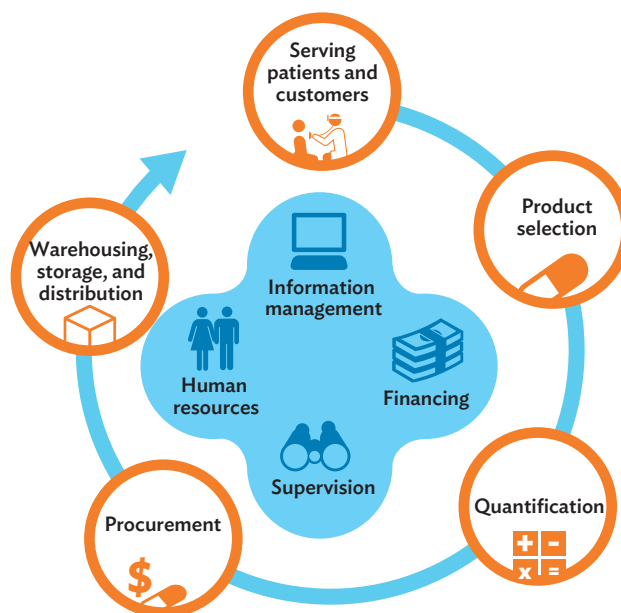 Serving
patients and
customers
Product
selection
Quantification
+ -
x =
Procurement
$
Warehousing,
storage, and
distribution
Information
management
Human
resources
Financing
Supervision